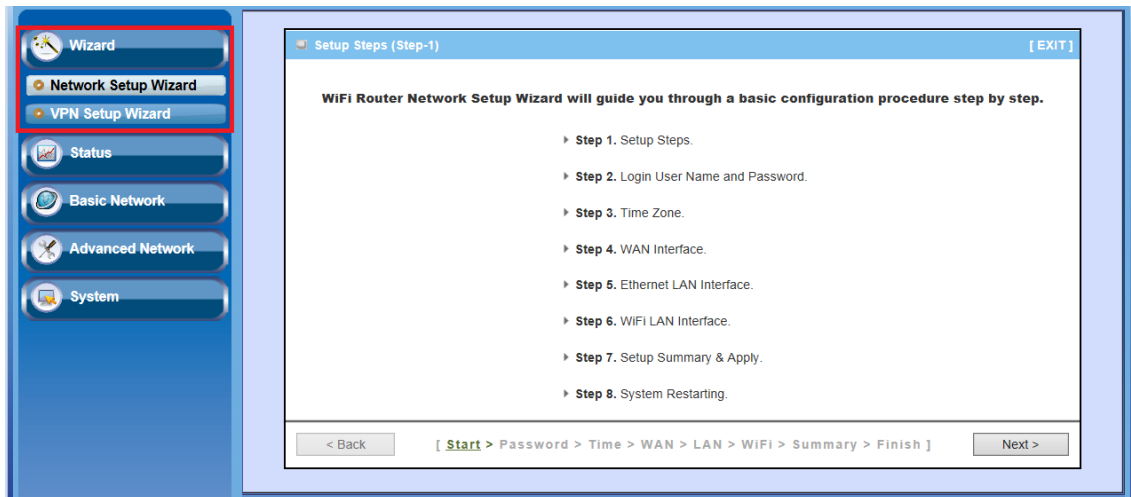 Wizard
Network Setup Wizard
VPN Setup Wizard
Status
Basic Network
Advanced Network
System
Setup Steps (Step-1) [ EXIT ]
WiFi Router Network Setup Wizard will guide you through a basic configuration procedure step by step.
Step 1. Setup Steps.
Step 2. Login User Name and Password.
Step 3. Time Zone.
Step 4. WAN Interface.
Step 5. Ethernet LAN Interface.
Step 6. WiFi LAN Interface.
Step 7. Setup Summary & Apply.
Step 8. System Restarting.
< Back [ Start > Password > Time > WAN > LAN > WiFi > Summary > Finish ] Next >